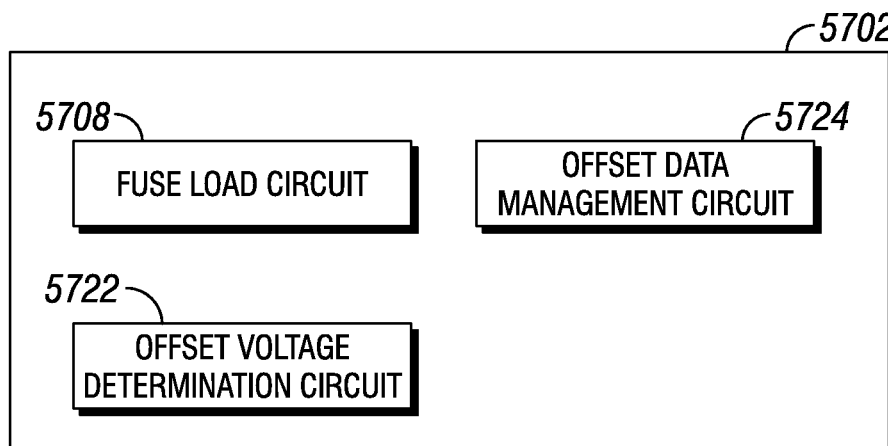 5702
5708
FUSE LOAD CIRCUIT
5724
OFFSET DATA
MANAGEMENT CIRCUIT
5722
OFFSET VOLTAGE
DETERMINATION CIRCUIT